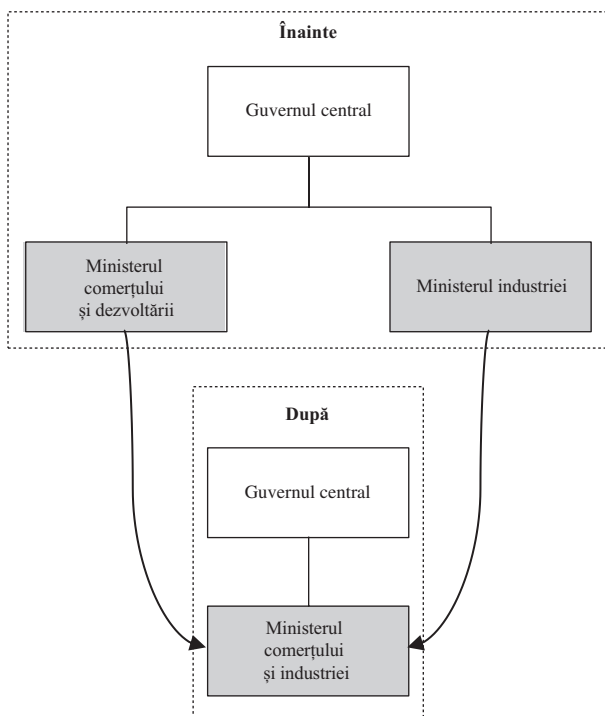 Înainte
Guvernul central
Ministerul
comerțului
și dezvoltării
Ministerul industriei
După
Guvernul central
Ministerul
comerțului
și industriei